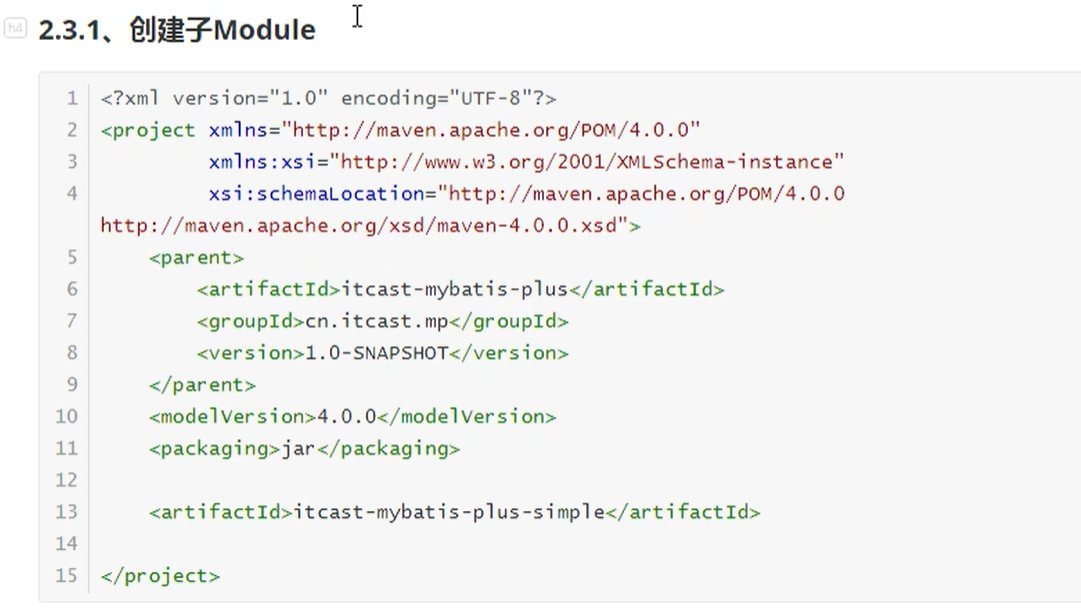 h4
2.3.1、创建子Module
1 <?xml version="1.0" encoding="UTF-8"?>
2 <project xmlns="http://maven.apache.org/POM/4.0.0"
3          xmlns:xsi="http://www.w3.org/2001/XMLSchema-instance"
4          xsi:schemaLocation="http://maven.apache.org/POM/4.0.0
http://maven.apache.org/xsd/maven-4.0.0.xsd">
5     <parent>
6         <artifactId>itcast-mybatis-plus</artifactId>
7         <groupId>cn.itcast.mp</groupId>
8         <version>1.0-SNAPSHOT</version>
9     </parent>
10     <modelVersion>4.0.0</modelVersion>
11     <packaging>jar</packaging>
12
13     <artifactId>itcast-mybatis-plus-simple</artifactId>
14
15 </project>